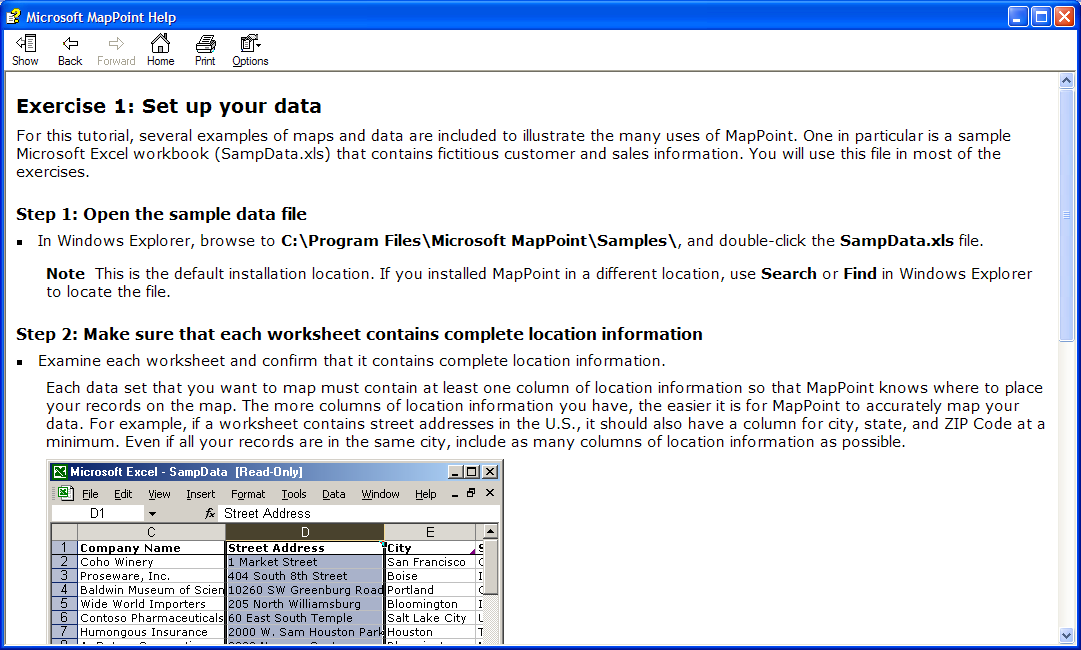 Microsoft MapPoint Help
Show Back Forward Home Print Options
Exercise 1: Set up your data
For this tutorial, several examples of maps and data are included to illustrate the many uses of MapPoint. One in particular is a sample
Microsoft Excel workbook (SampData.xls) that contains fictitious customer and sales information. You will use this file in most of the
exercises.
Step 1: Open the sample data file
▪ In Windows Explorer, browse to C:\Program Files\Microsoft MapPoint\Samples\, and double-click the SampData.xls file.
Note This is the default installation location. If you installed MapPoint in a different location, use Search or Find in Windows Explorer
to locate the file.
Step 2: Make sure that each worksheet contains complete location information
▪ Examine each worksheet and confirm that it contains complete location information.
Each data set that you want to map must contain at least one column of location information so that MapPoint knows where to place
your records on the map. The more columns of location information you have, the easier it is for MapPoint to accurately map your
data. For example, if a worksheet contains street addresses in the U.S., it should also have a column for city, state, and ZIP Code at a
minimum. Even if all your records are in the same city, include as many columns of location information as possible.
Microsoft Excel - SampData [Read-Only]
File Edit View Insert Format Tools Data Window Help
D1 fx Street Address
C D E
1 Company Name Street Address City S
2 Coho Winery 1 Market Street San Francisco C
3 Proseware, Inc. 404 South 8th Street Boise I
4 Baldwin Museum of Scien 10260 SW Greenburg Road Portland C
5 Wide World Importers 205 North Williamsburg Bloomington I
6 Contoso Pharmaceuticals 60 East South Temple Salt Lake City U
7 Humongous Insurance 2000 W. Sam Houston Park Houston T